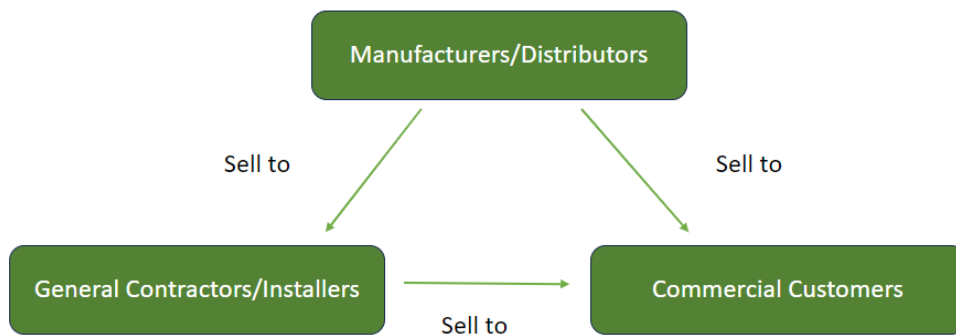 Manufacturers/Distributors
Sell to
Sell to
General Contractors/Installers
Commercial Customers
Sell to